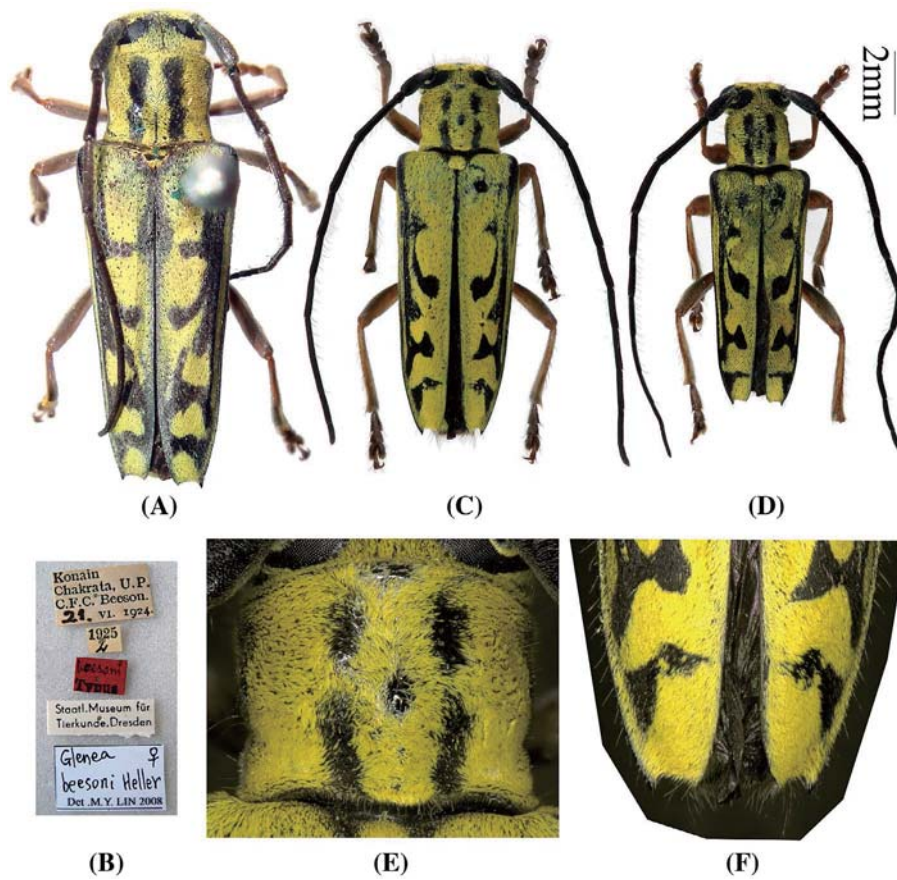 2mm
(A)
(C)
(D)
Konain
Chakrata, U.P.
C.F.C. Beeson.
21. VI. 1924.
1925
4
beesoni
Typus
Staatl. Museum für
Tierkunde. Dresden
Glenea ♀
beesoni Heller
Det .M.Y. LIN 2008
(B)
(E)
(F)